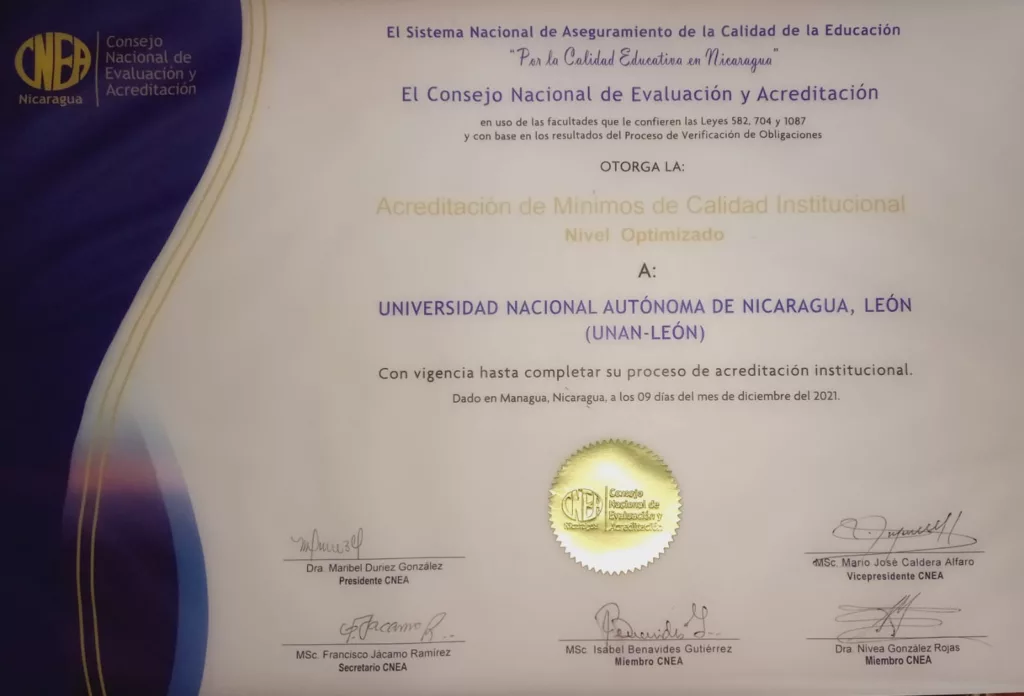 CNEA
Nicaragua
Consejo
Nacional de
Evaluación y
Acreditación
El Sistema Nacional de Aseguramiento de la Calidad de la Educación
"Por la Calidad Educativa en Nicaragua"
El Consejo Nacional de Evaluación y Acreditación
en uso de las facultades que le confieren las Leyes 582, 704 y 1087
y con base en los resultados del Proceso de Verificación de Obligaciones
OTORGA LA:
Acreditación de Mínimos de Calidad Institucional
Nivel Optimizado
A:
UNIVERSIDAD NACIONAL AUTÓNOMA DE NICARAGUA, LEÓN
(UNAN-LEÓN)
Con vigencia hasta completar su proceso de acreditación institucional.
Dado en Managua, Nicaragua, a los 09 días del mes de diciembre del 2021.
CNEA
Nicaragua
Consejo
Nacional de
Evaluación y
Acreditación
Dra. Maribel Duriez González
Presidente CNEA
MSc. Mario José Caldera Alfaro
Vicepresidente CNEA
MSc. Francisco Jácamo Ramírez
Secretario CNEA
MSc. Isabel Benavides Gutiérrez
Miembro CNEA
Dra. Nivea González Rojas
Miembro CNEA